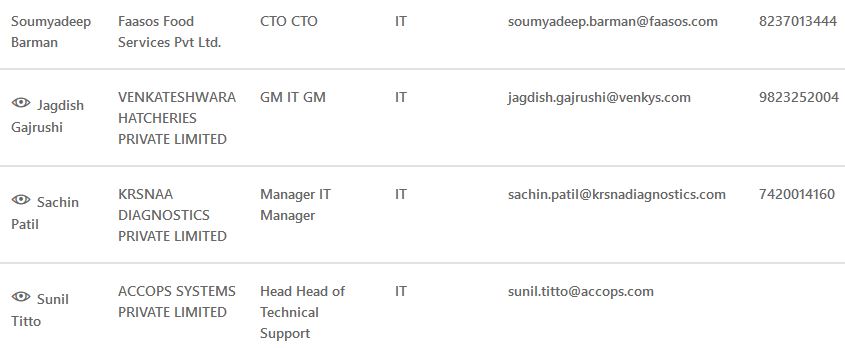 Soumyadeep Faasos Food CTO CTO IT soumyadeep.barman@faasos.com 8237013444
Barman Services Pvt Ltd.
Jagdish VENKATESHWARA GM IT GM IT jagdish.gajrushi@venkys.com 9823252004
Gajrushi HATCHERIES
PRIVATE LIMITED
Sachin KRSNAA Manager IT IT sachin.patil@krsnadiagnostics.com 7420014160
Patil DIAGNOSTICS Manager
PRIVATE LIMITED
Sunil ACCOPS SYSTEMS Head Head of IT sunil.titto@accops.com
Titto PRIVATE LIMITED Technical
Support